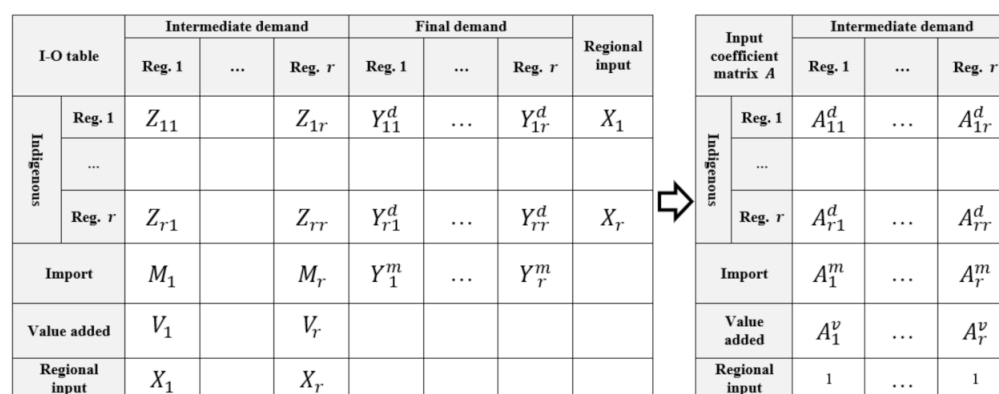 I-O table Intermediate demand Final demand Regional input
Reg. 1 ... Reg. r Reg. 1 ... Reg. r
Indigenous
Reg. 1 Z₁₁ Z₁ᵣ Y₁₁ᵈ ... Y₁ᵣᵈ X₁
...
Reg. r Zᵣ₁ Zᵣᵣ Yᵣ₁ᵈ ... Yᵣᵣᵈ Xᵣ
Import M₁ Mᵣ Y₁ᵐ ... Yᵣᵐ
Value added V₁ Vᵣ
Regional input X₁ Xᵣ
Input coefficient matrix A Intermediate demand
Reg. 1 ... Reg. r
Indigenous
Reg. 1 A₁₁ᵈ ... A₁ᵣᵈ
...
Reg. r Aᵣ₁ᵈ ... Aᵣᵣᵈ
Import A₁ᵐ ... Aᵣᵐ
Value added A₁ᵛ ... Aᵣᵛ
Regional input 1 ... 1